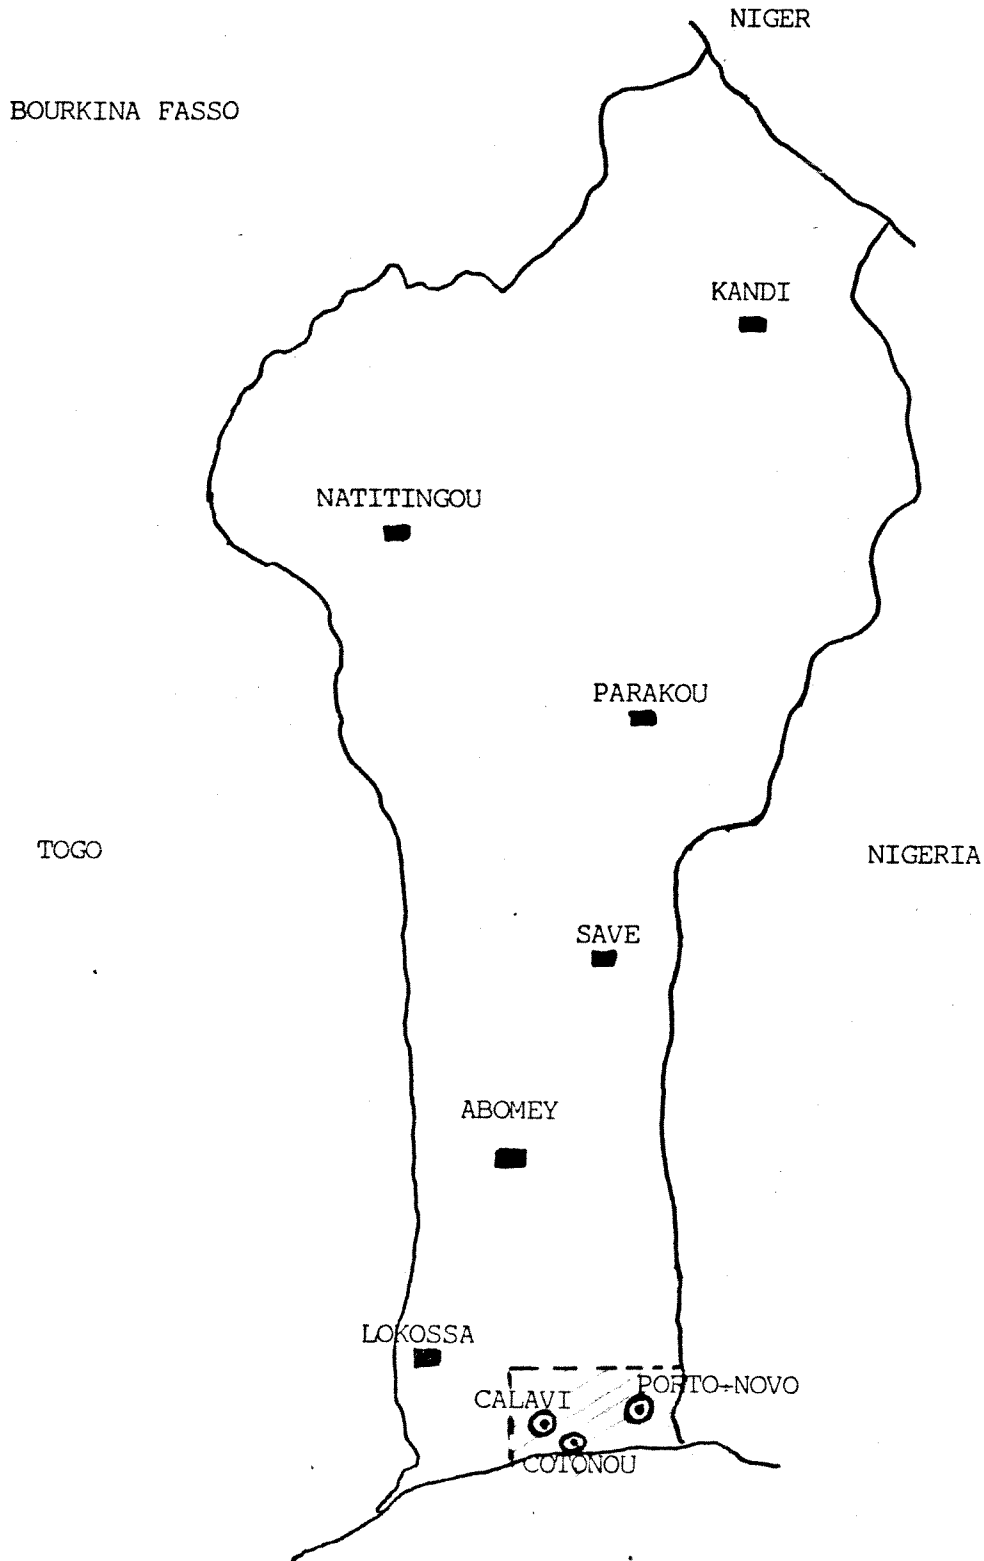 NIGER
BOURKINA FASSO
KANDI
NATITINGOU
PARAKOU
TOGO
NIGERIA
SAVE
ABOMEY
LOKOSSA
PORTO-NOVO
CALAVI
COTONOU